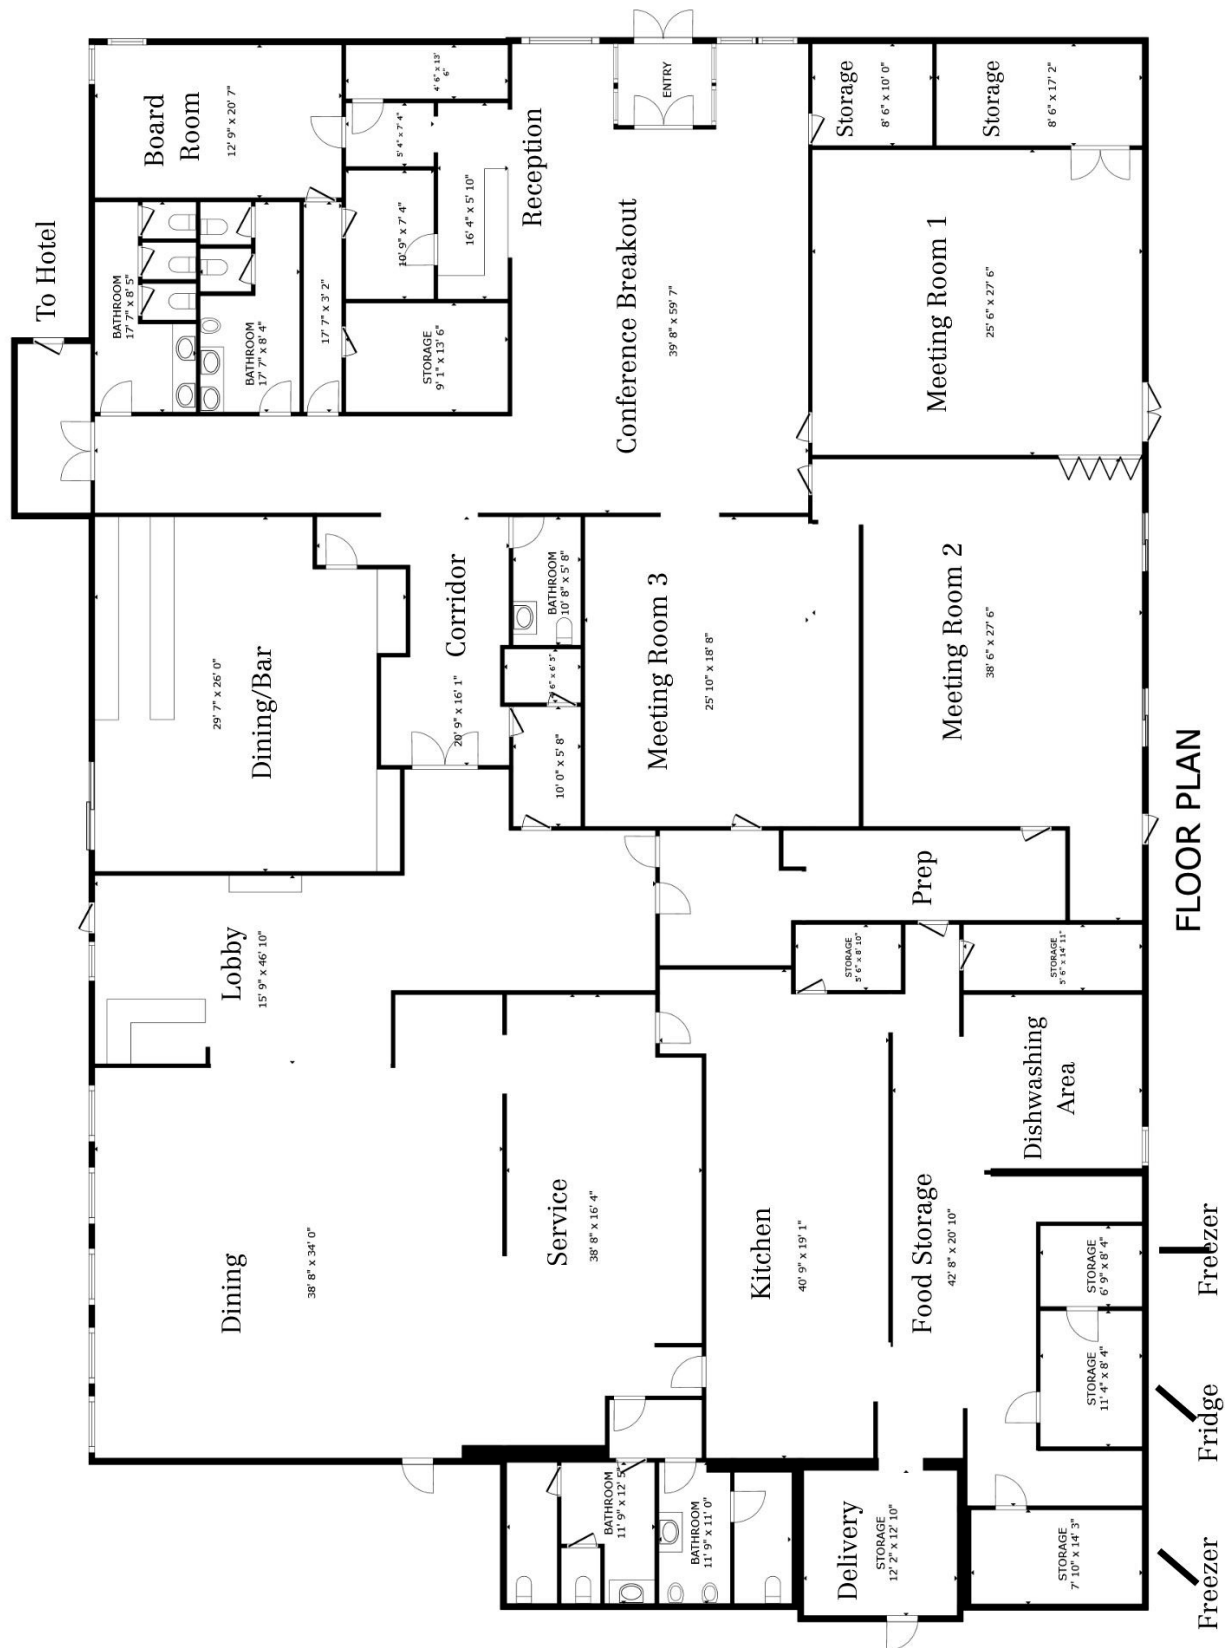 To Hotel
Board
Room
12' 9" x 20' 7"
4' 6" x 13'
6"
5' 4" x 7' 4"
BATHROOM
17' 7" x 8' 5"
BATHROOM
17' 7" x 8' 4"
17' 7" x 3' 2"
10' 9" x 7' 4"
16' 4" x 5' 10"
Reception
STORAGE
9' 1" x 13' 6"
ENTRY
Conference Breakout
39' 8" x 59' 7"
Storage
8' 6" x 10' 0"
Storage
8' 6" x 17' 2"
Meeting Room 1
25' 6" x 27' 6"
Dining/Bar
29' 7" x 26' 0"
Corridor
20' 9" x 16' 1"
BATHROOM
10' 8" x 5' 8"
6" x 6' 5"
10' 0" x 5' 8"
Meeting Room 3
25' 10" x 18' 8"
Meeting Room 2
38' 6" x 27' 6"
Lobby
15' 9" x 46' 10"
Prep
STORAGE
5' 6" x 8' 10"
STORAGE
5' 6" x 14' 11"
Dining
38' 8" x 34' 0"
Service
38' 8" x 16' 4"
Kitchen
40' 9" x 19' 1"
Food Storage
42' 8" x 20' 10"
Dishwashing
Area
STORAGE
6' 9" x 8' 4"
STORAGE
11' 4" x 8' 4"
BATHROOM
11' 9" x 12' 5"
BATHROOM
11' 9" x 11' 0"
Delivery
STORAGE
12' 2" x 12' 10"
STORAGE
7' 10" x 14' 3"
Freezer
Fridge
Freezer
FLOOR PLAN